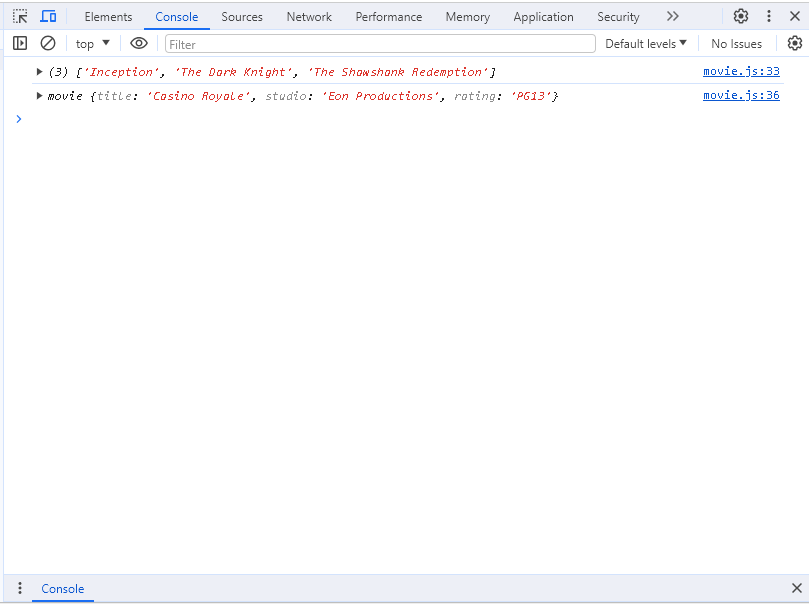 Elements Console Sources Network Performance Memory Application Security
top Filter Default levels No Issues
(3) ['Inception', 'The Dark Knight', 'The Shawshank Redemption'] movie.js:33
movie {title: 'Casino Royale', studio: 'Eon Productions', rating: 'PG13'} movie.js:36
Console